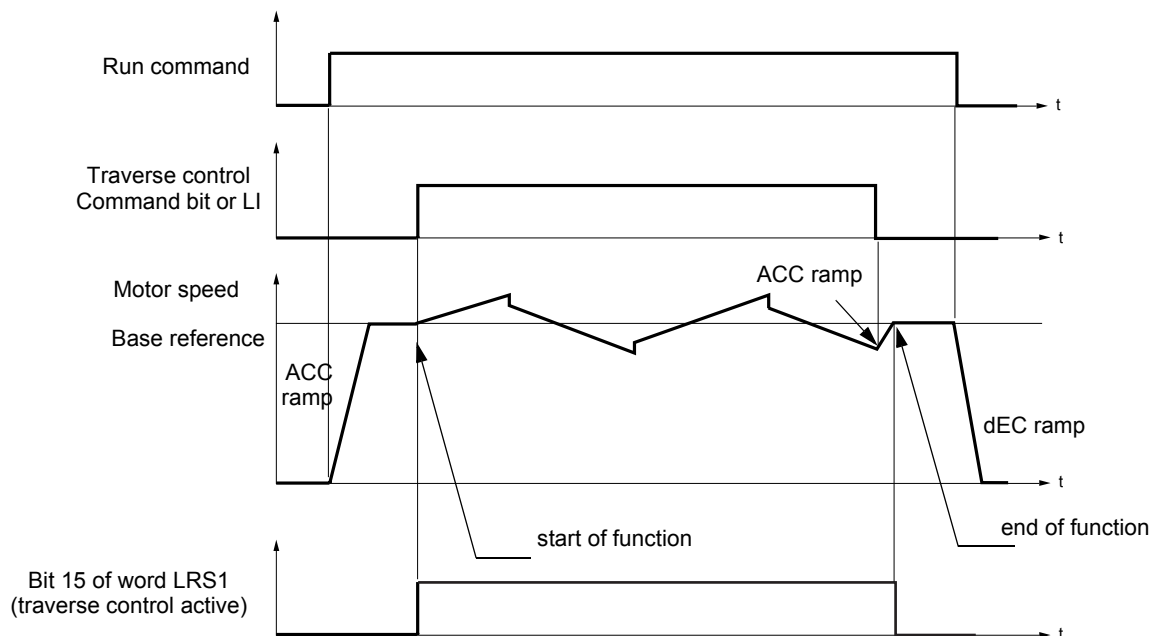 Run command
t
Traverse control
Command bit or LI
t
ACC ramp
Motor speed
Base reference
ACC
ramp
dEC ramp
t
start of function
end of function
Bit 15 of word LRS1
(traverse control active)
t